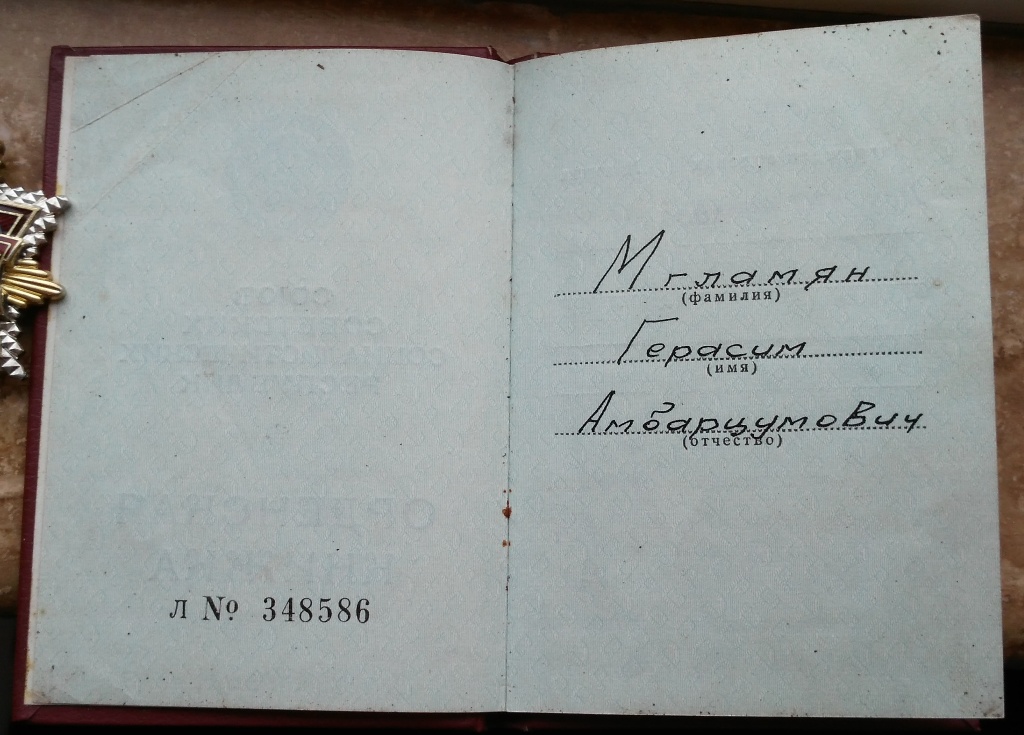 Л № 348586
Мгламян
(фамилия)
Герасим
(имя)
Амбарцумович
(отчество)